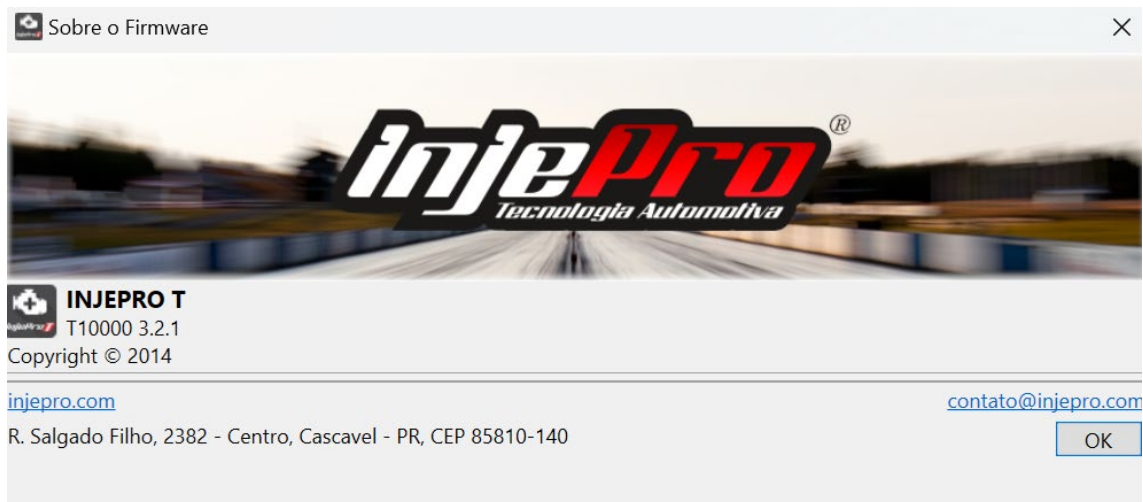 Sobre o Firmware
injePro®
Tecnologia Automotiva
INJEPRO T
T10000 3.2.1
Copyright © 2014
injepro.com
contato@injepro.com
R. Salgado Filho, 2382 - Centro, Cascavel - PR, CEP 85810-140
OK